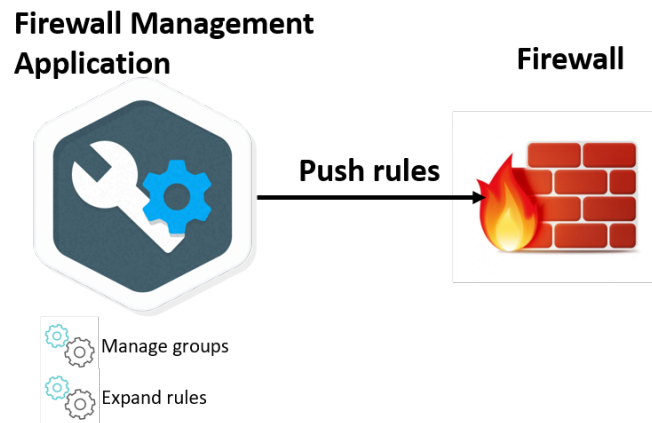 Firewall Management
Application
Firewall
Push rules
Manage groups
Expand rules